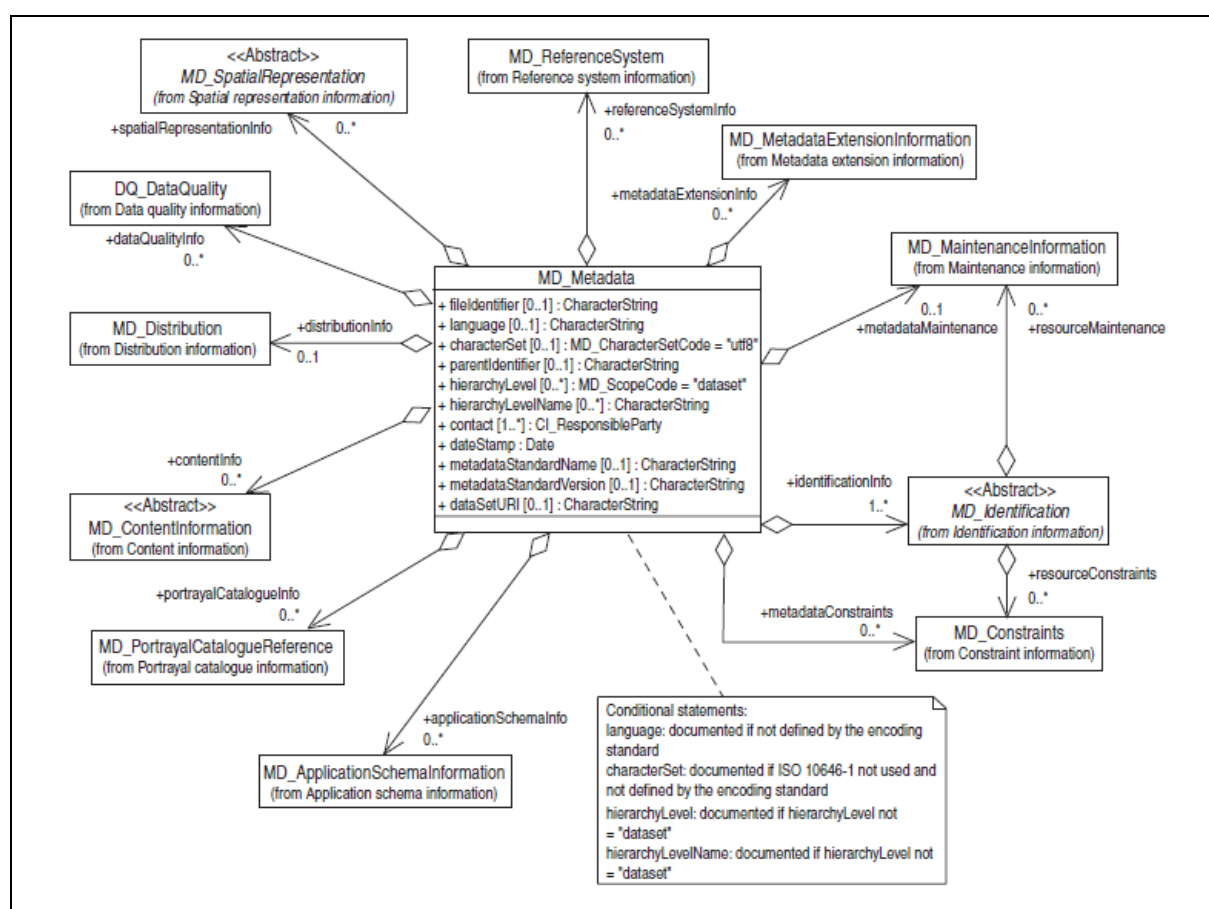 <<Abstract>>
MD_SpatialRepresentation
(from Spatial representation information)
+spatialRepresentationInfo
0..*
MD_ReferenceSystem
(from Reference system information)
+referenceSystemInfo
0..*
MD_MetadataExtensionInformation
(from Metadata extension information)
+metadataExtensionInfo
0..*
DQ_DataQuality
(from Data quality information)
+dataQualityInfo
0..*
MD_MaintenanceInformation
(from Maintenance information)
0..1
+metadataMaintenance
0..*
+resourceMaintenance
MD_Distribution
(from Distribution information)
+distributionInfo
0..1
MD_Metadata
+ fileIdentifier [0..1] : CharacterString
+ language [0..1] : CharacterString
+ characterSet [0..1] : MD_CharacterSetCode = "utf8"
+ parentIdentifier [0..1] : CharacterString
+ hierarchyLevel [0..*] : MD_ScopeCode = "dataset"
+ hierarchyLevelName [0..*] : CharacterString
+ contact [1..*] : CI_ResponsibleParty
+ dateStamp : Date
+ metadataStandardName [0..1] : CharacterString
+ metadataStandardVersion [0..1] : CharacterString
+ dataSetURI [0..1] : CharacterString
+contentInfo
0..*
<<Abstract>>
MD_ContentInformation
(from Content information)
+identificationInfo
1..*
<<Abstract>>
MD_Identification
(from Identification information)
+resourceConstraints
0..*
+metadataConstraints
0..*
MD_Constraints
(from Constraint information)
+portrayalCatalogueInfo
0..*
MD_PortrayalCatalogueReference
(from Portrayal catalogue information)
+applicationSchemaInfo
0..*
MD_ApplicationSchemaInformation
(from Application schema information)
Conditional statements:
language: documented if not defined by the encoding
standard
characterSet: documented if ISO 10646-1 not used and
not defined by the encoding standard
hierarchyLevel: documented if hierarchyLevel not
= "dataset"
hierarchyLevelName: documented if hierarchyLevel not
= "dataset"